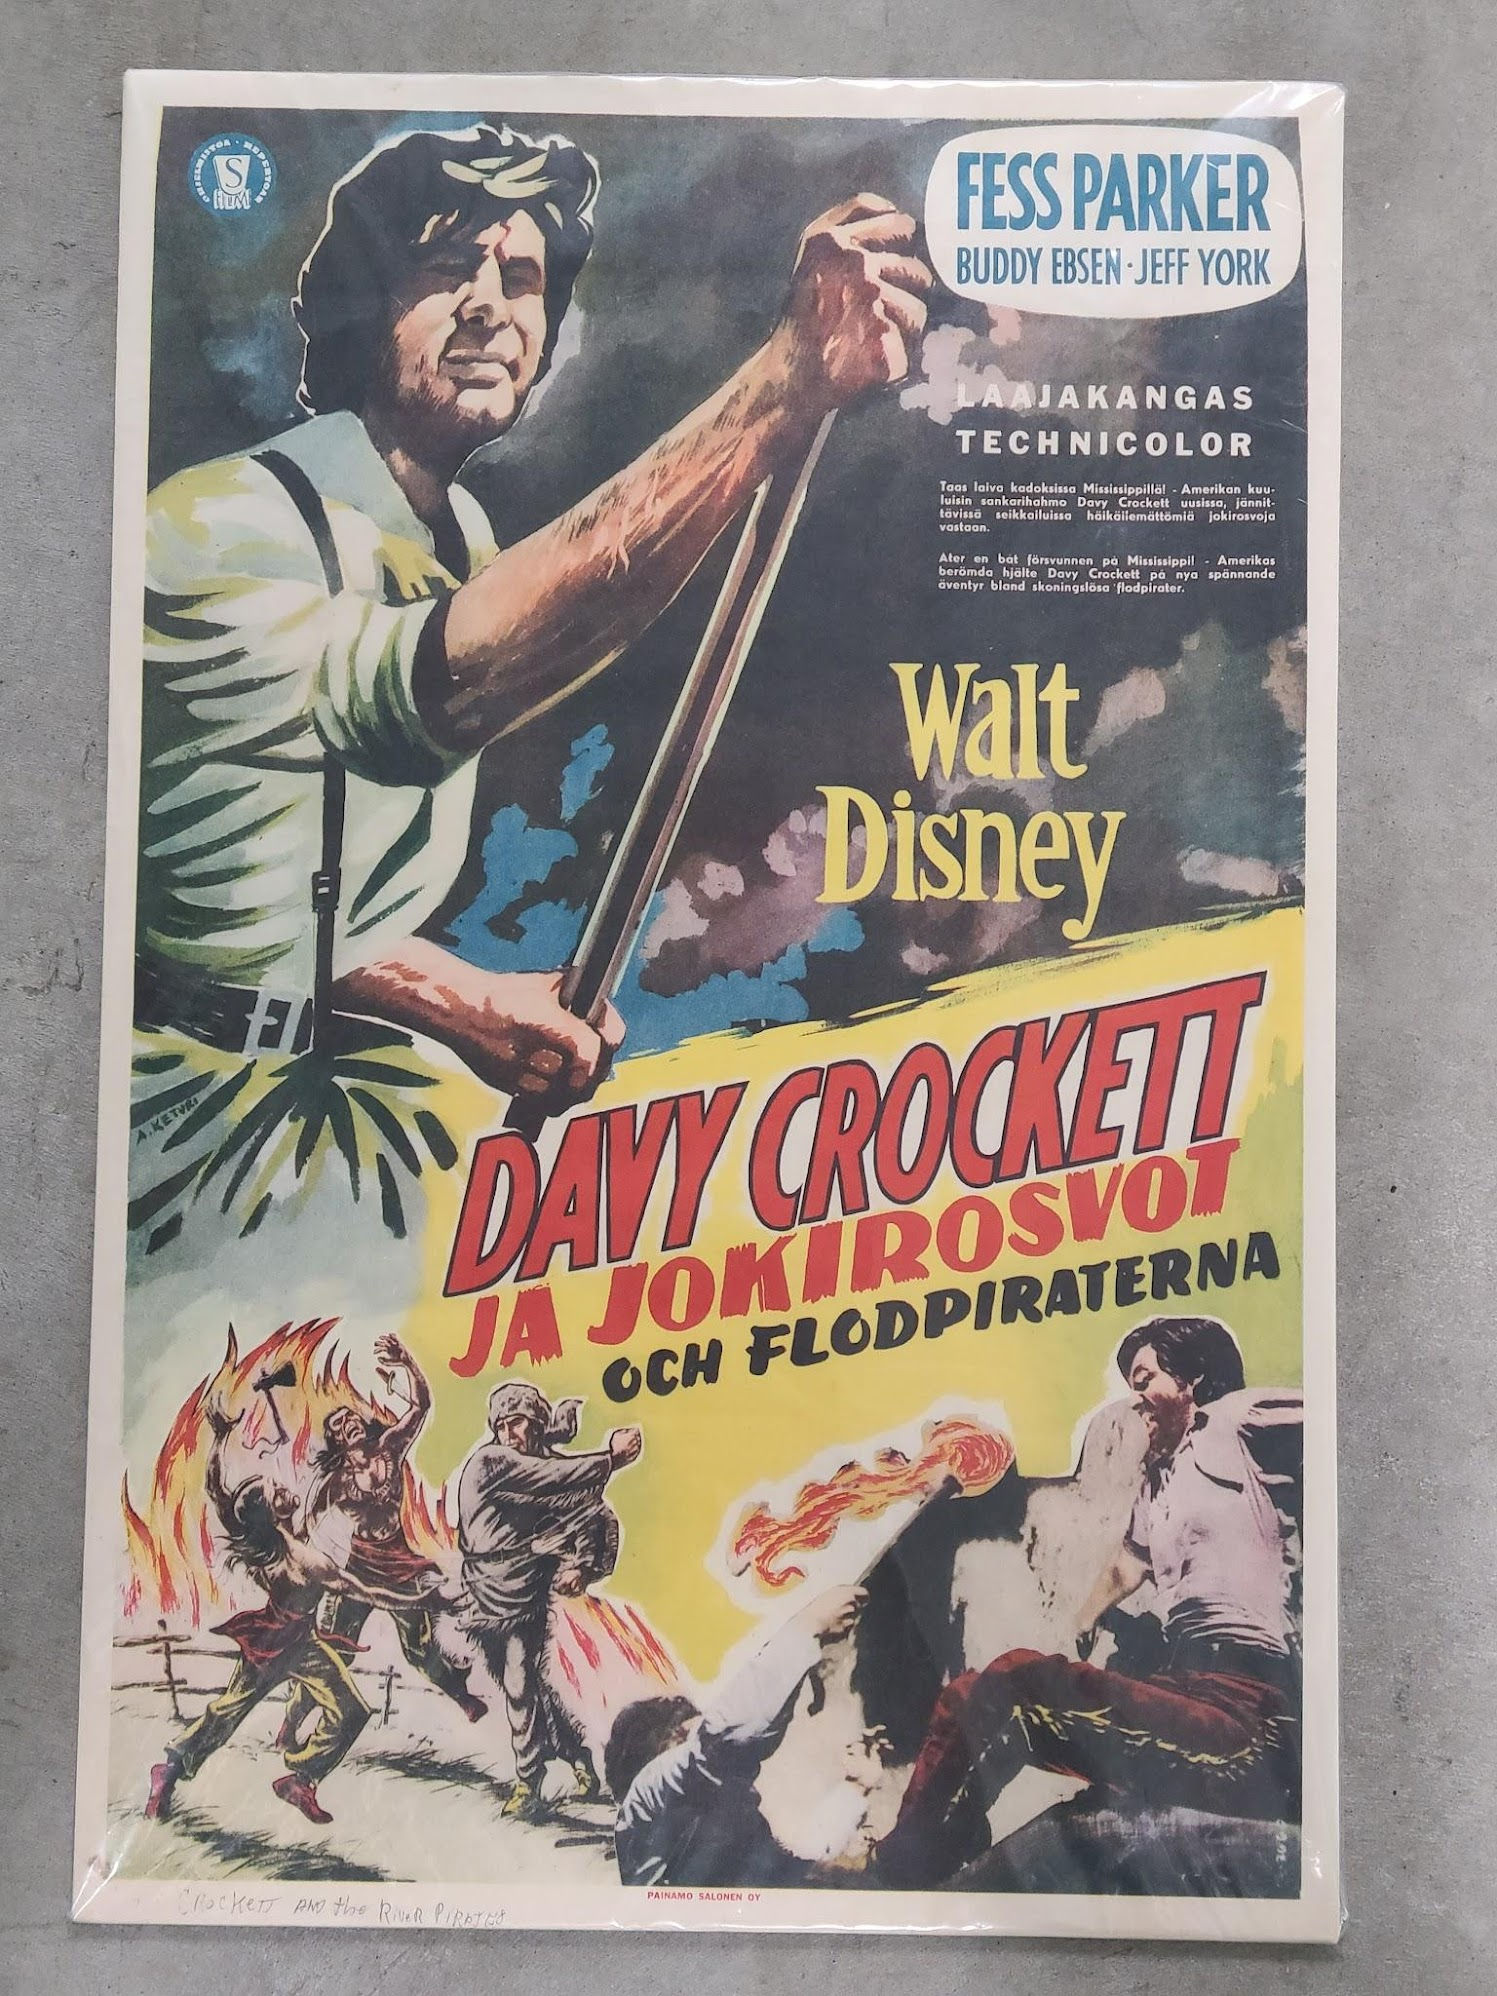 OHJELMISTOA · REPERTOAR
S
FILM
FESS PARKER
BUDDY EBSEN · JEFF YORK
LAAJAKANGAS
TECHNICOLOR
Taas laiva kadoksissa Mississippillä! - Amerikan kuu-
luisin sankarihahmo Davy Crockett uusissa, jännit-
tävissä seikkailuissa häikäilemättömiä jokirosvoja
vastaan.
Åter en båt försvunnen på Mississippi! - Amerikas
berömda hjälte Davy Crockett på nya spännande
äventyr bland skoningslösa flodpirater.
Walt
Disney
A. KETURI
DAVY CROCKETT
JA JOKIROSVOT
OCH FLODPIRATERNA
PAINAMO SALONEN OY
CROCKETT AND the RIVER PIRATES